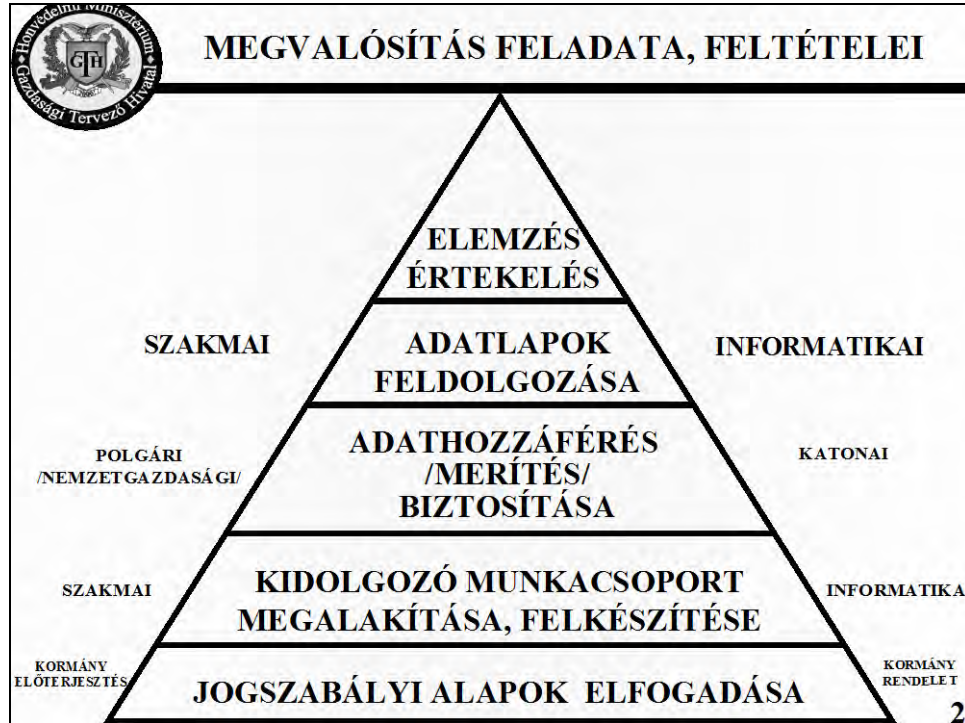 Honvédelmi Minisztérium
Gazdasági Tervező Hivatal
GTH
MEGVALÓSÍTÁS FELADATA, FELTÉTELEI
ELEMZÉS
ÉRTEKELÉS
SZAKMAI
ADATLAPOK
FELDOLGOZÁSA
INFORMATIKAI
POLGÁRI
/NEMZETGAZDASÁGI/
ADATHOZZÁFÉRÉS
/MERÍTÉS/
BIZTOSÍTÁSA
KATONAI
SZAKMAI
KIDOLGOZÓ MUNKACSOPORT
MEGALAKÍTÁSA, FELKÉSZÍTÉSE
INFORMATIKA
KORMÁNY
ELŐTERJESZTÉS
JOGSZABÁLYI ALAPOK ELFOGADÁSA
KORMÁNY
RENDELET
2